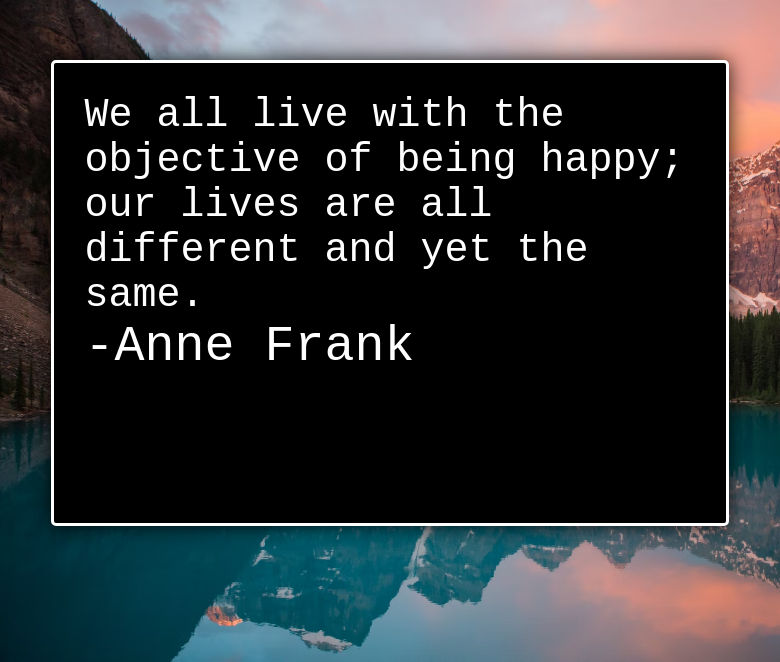 We all live with the
objective of being happy;
our lives are all
different and yet the
same.
-Anne Frank